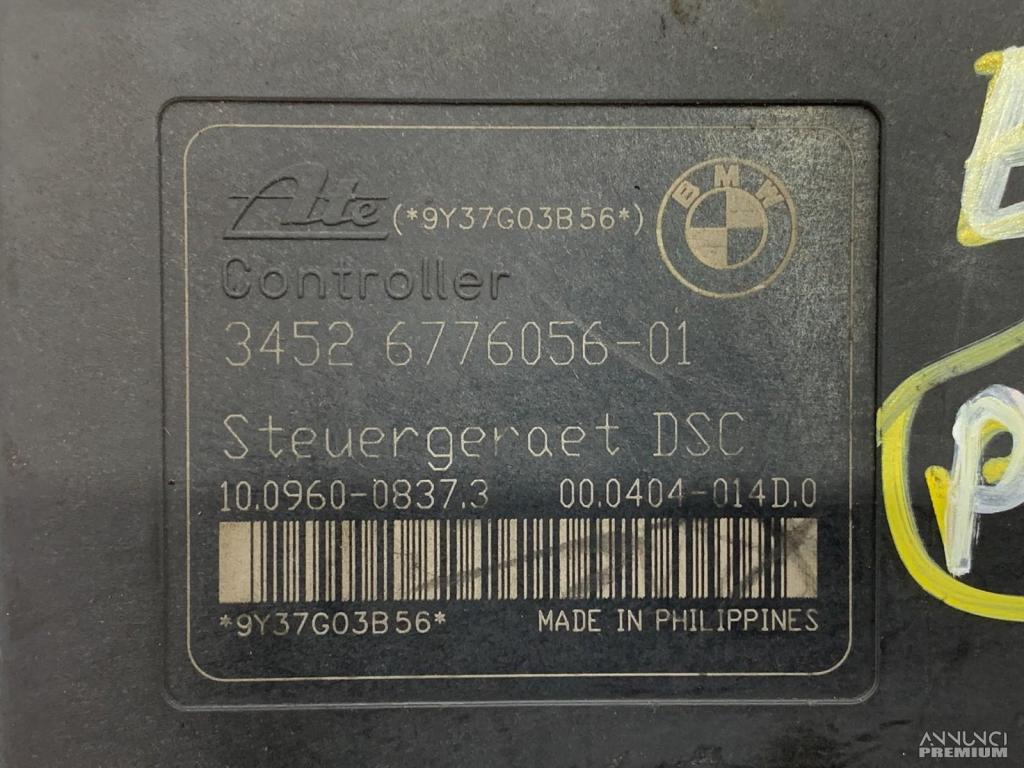 Ate (*9Y37G03B56*)
BMW
Controller
3452 6776056-01
Steuergeraet DSC
10.0960-0837.3 00.0404-014D.0
*9Y37G03B56* MADE IN PHILIPPINES
P
ANNUNCI
PREMIUM